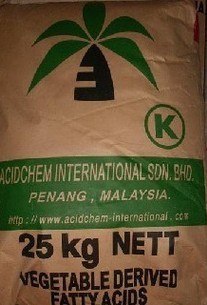 K
ACIDCHEM INTERNATIONAL SDN. BHD.
PENANG, MALAYSIA.
http://www.acidchem-international.com
25 kg NETT
VEGETABLE DERIVED
FATTY ACIDS